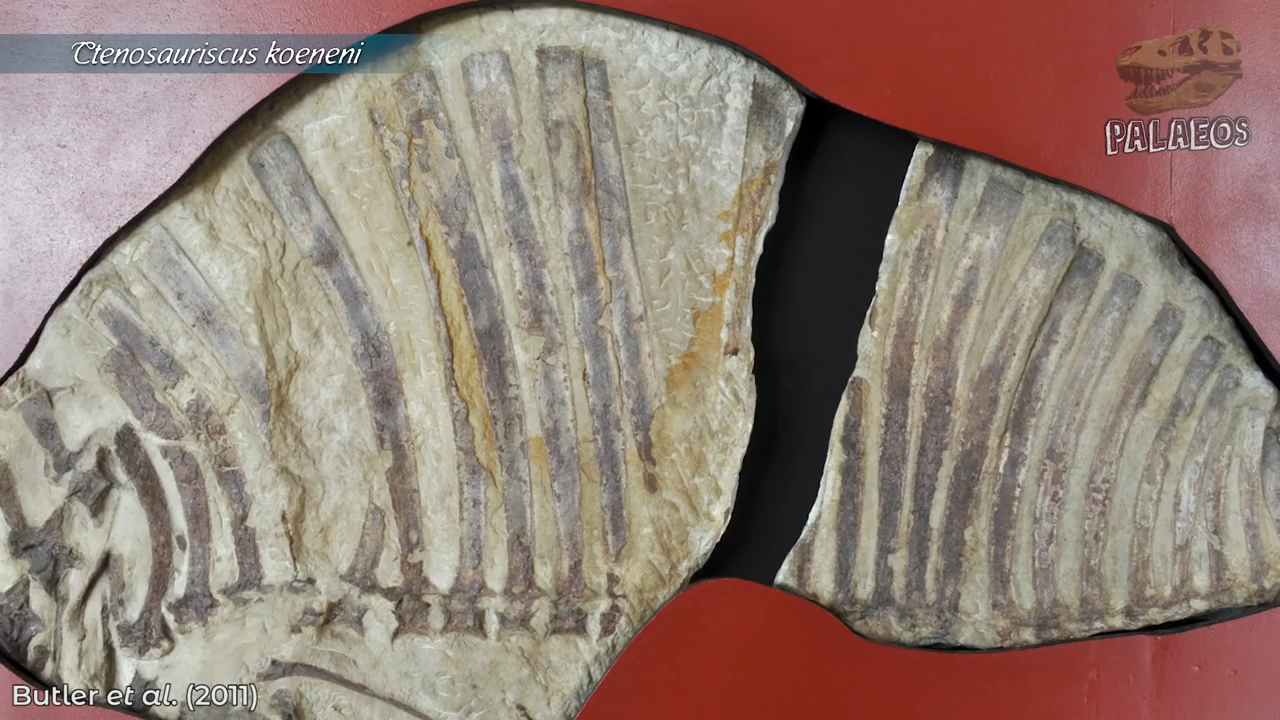 Ctenosauriscus koeneni
PALAEOS
Butler et al. (2011)